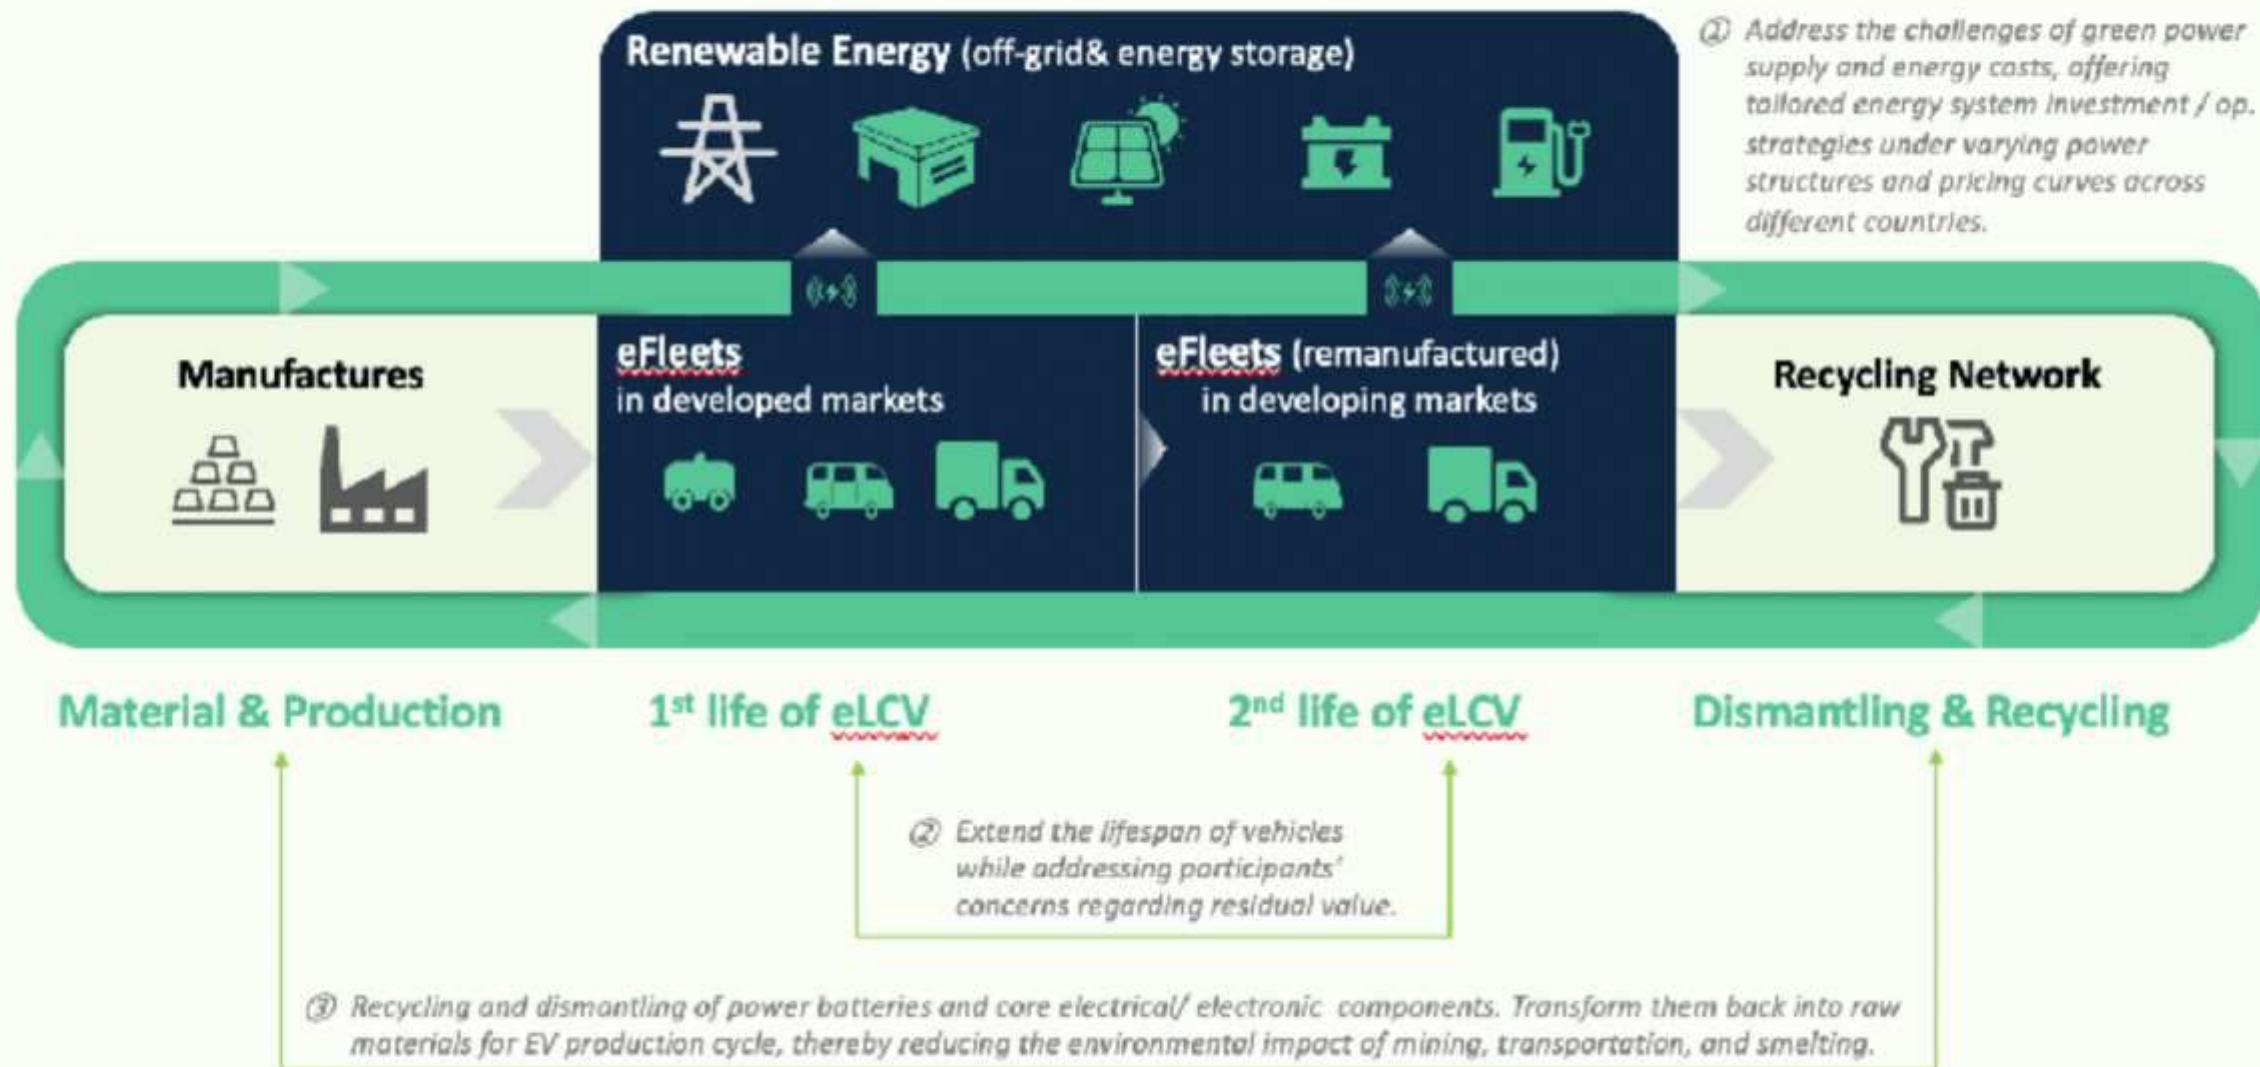 Renewable Energy (off-grid& energy storage)
① Address the challenges of green power
supply and energy costs, offering
tailored energy system investment / op.
strategies under varying power
structures and pricing curves across
different countries.
Manufactures
eFleets
in developed markets
eFleets (remanufactured)
in developing markets
Recycling Network
Material & Production
1st life of eLCV
2nd life of eLCV
Dismantling & Recycling
② Extend the lifespan of vehicles
while addressing participants'
concerns regarding residual value.
③ Recycling and dismantling of power batteries and core electrical/ electronic components. Transform them back into raw
materials for EV production cycle, thereby reducing the environmental impact of mining, transportation, and smelting.